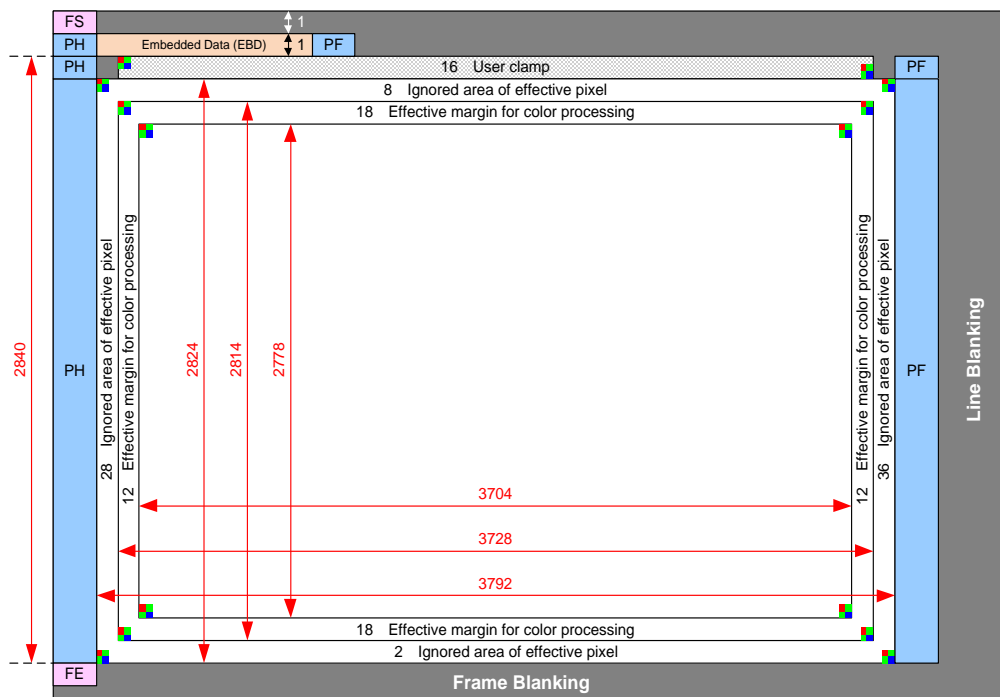 FS
1
PH
Embedded Data (EBD)
1
PF
PH
16 User clamp
PF
8 Ignored area of effective pixel
18 Effective margin for color processing
2840
PH
28 Ignored area of effective pixel
12 Effective margin for color processing
2824
2814
2778
12 Effective margin for color processing
36 Ignored area of effective pixel
PF
Line Blanking
3704
3728
3792
18 Effective margin for color processing
2 Ignored area of effective pixel
FE
Frame Blanking